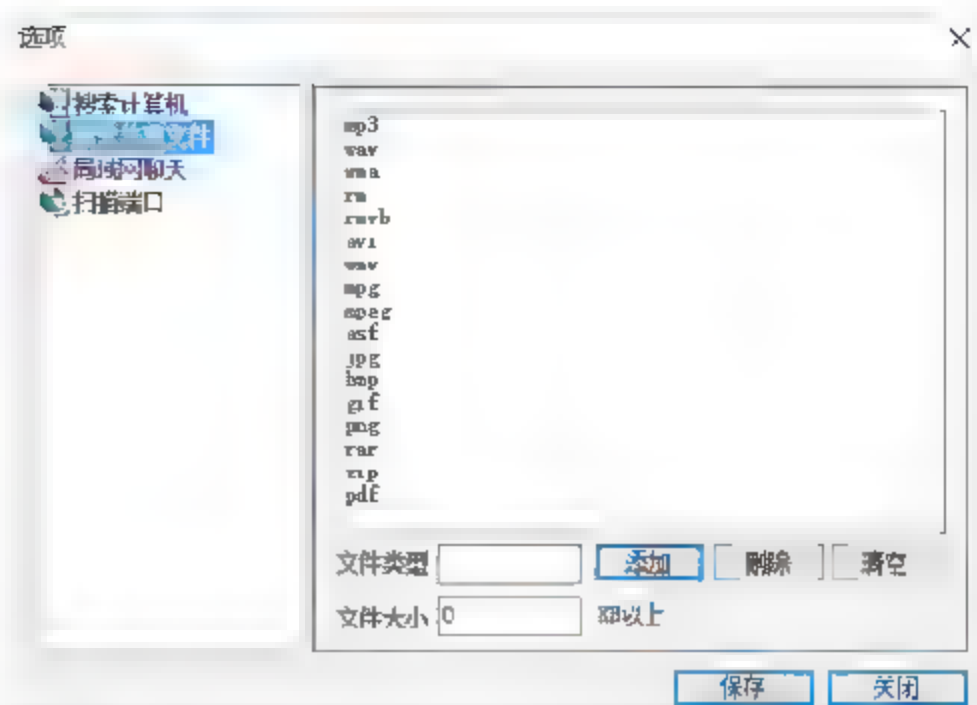 选项
搜索计算机
文件
局域网聊天
扫描端口
mp3
wav
wma
rm
rmvb
avi
wmv
mpg
mpeg
asf
jpg
bmp
gif
png
rar
zip
pdf
文件类型 添加 删除 清空
文件大小 0 KB以上
保存 关闭